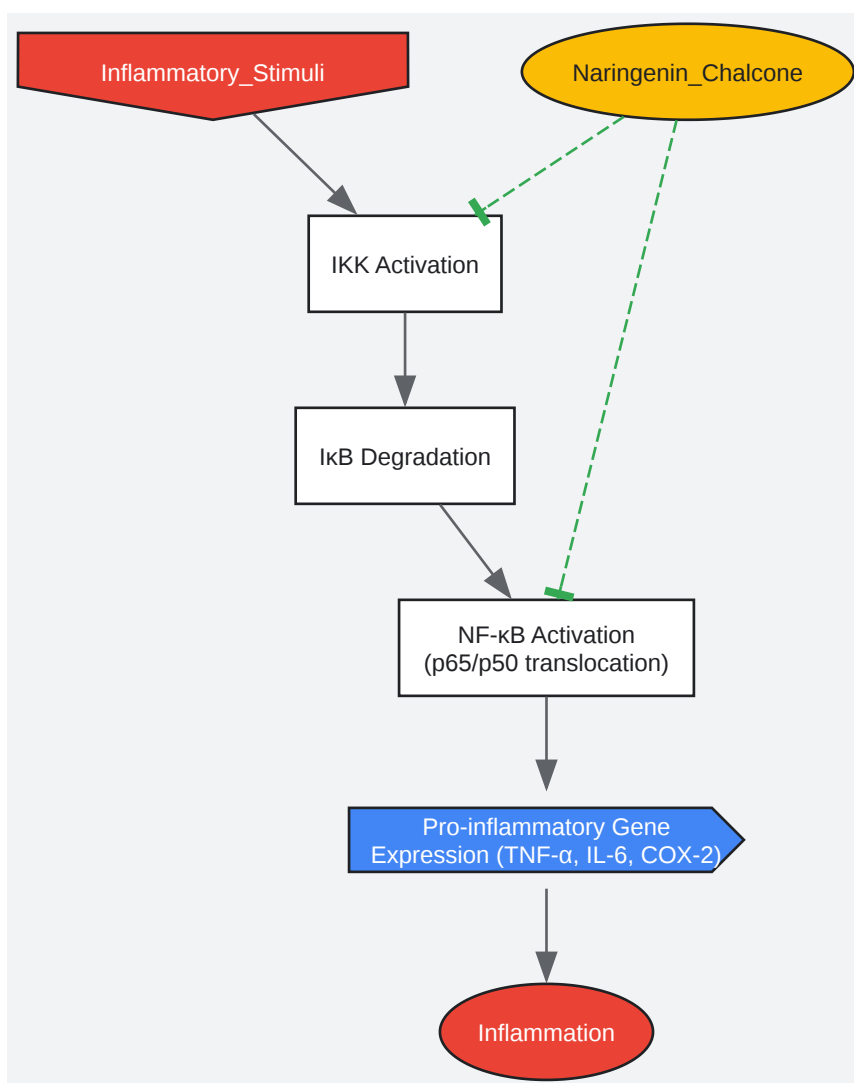 Inflammatory_Stimuli
Naringenin_Chalcone
IKK Activation
IκB Degradation
NF-κB Activation
(p65/p50 translocation)
Pro-inflammatory Gene
Expression (TNF-α, IL-6, COX-2)
Inflammation